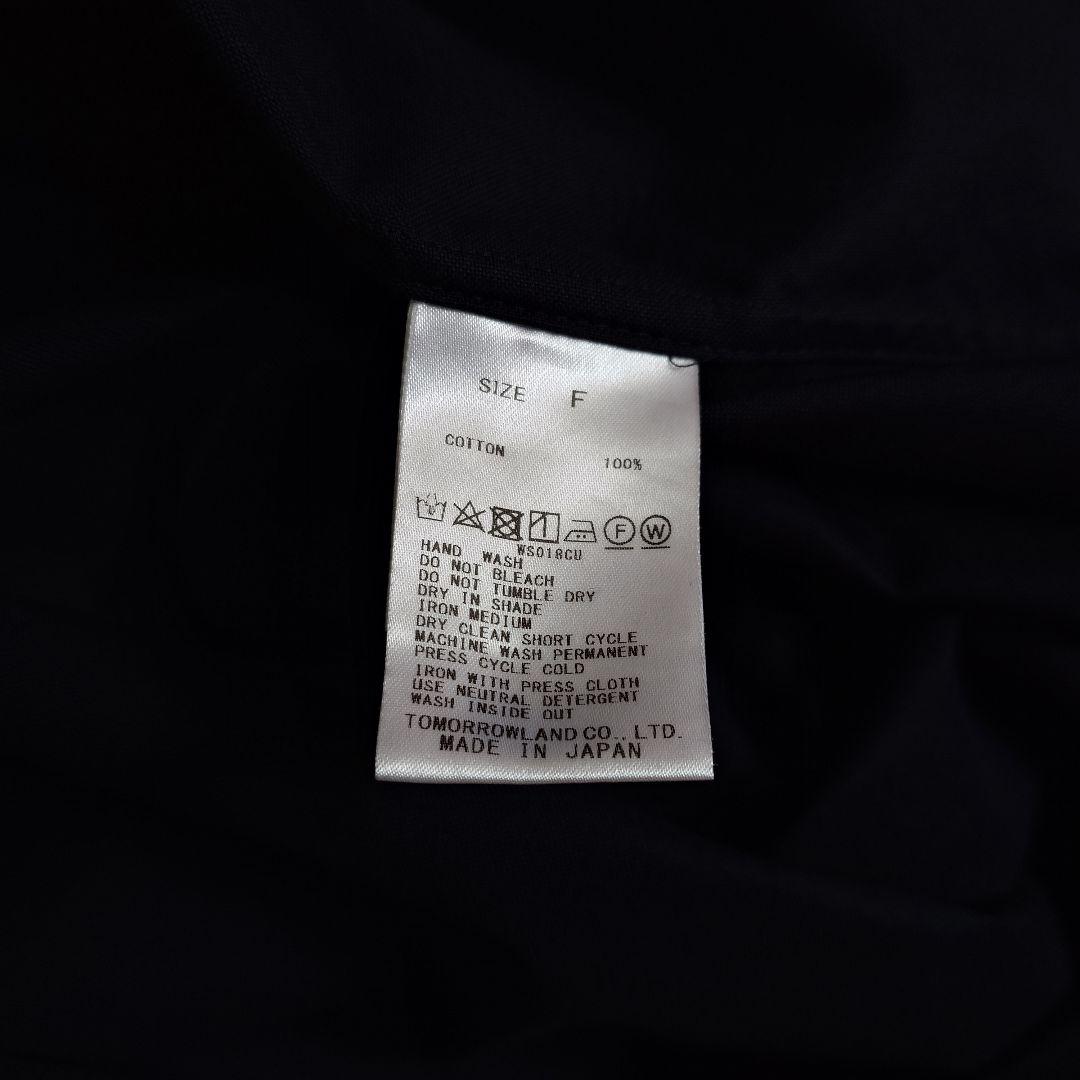 SIZE F
COTTON 100%
F W
WS018CU
HAND WASH
DO NOT BLEACH
DO NOT TUMBLE DRY
DRY IN SHADE
IRON MEDIUM
DRY CLEAN SHORT CYCLE
MACHINE WASH PERMANENT
PRESS CYCLE COLD
IRON WITH PRESS CLOTH
USE NEUTRAL DETERGENT
WASH INSIDE OUT
TOMORROWLAND CO., LTD.
MADE IN JAPAN